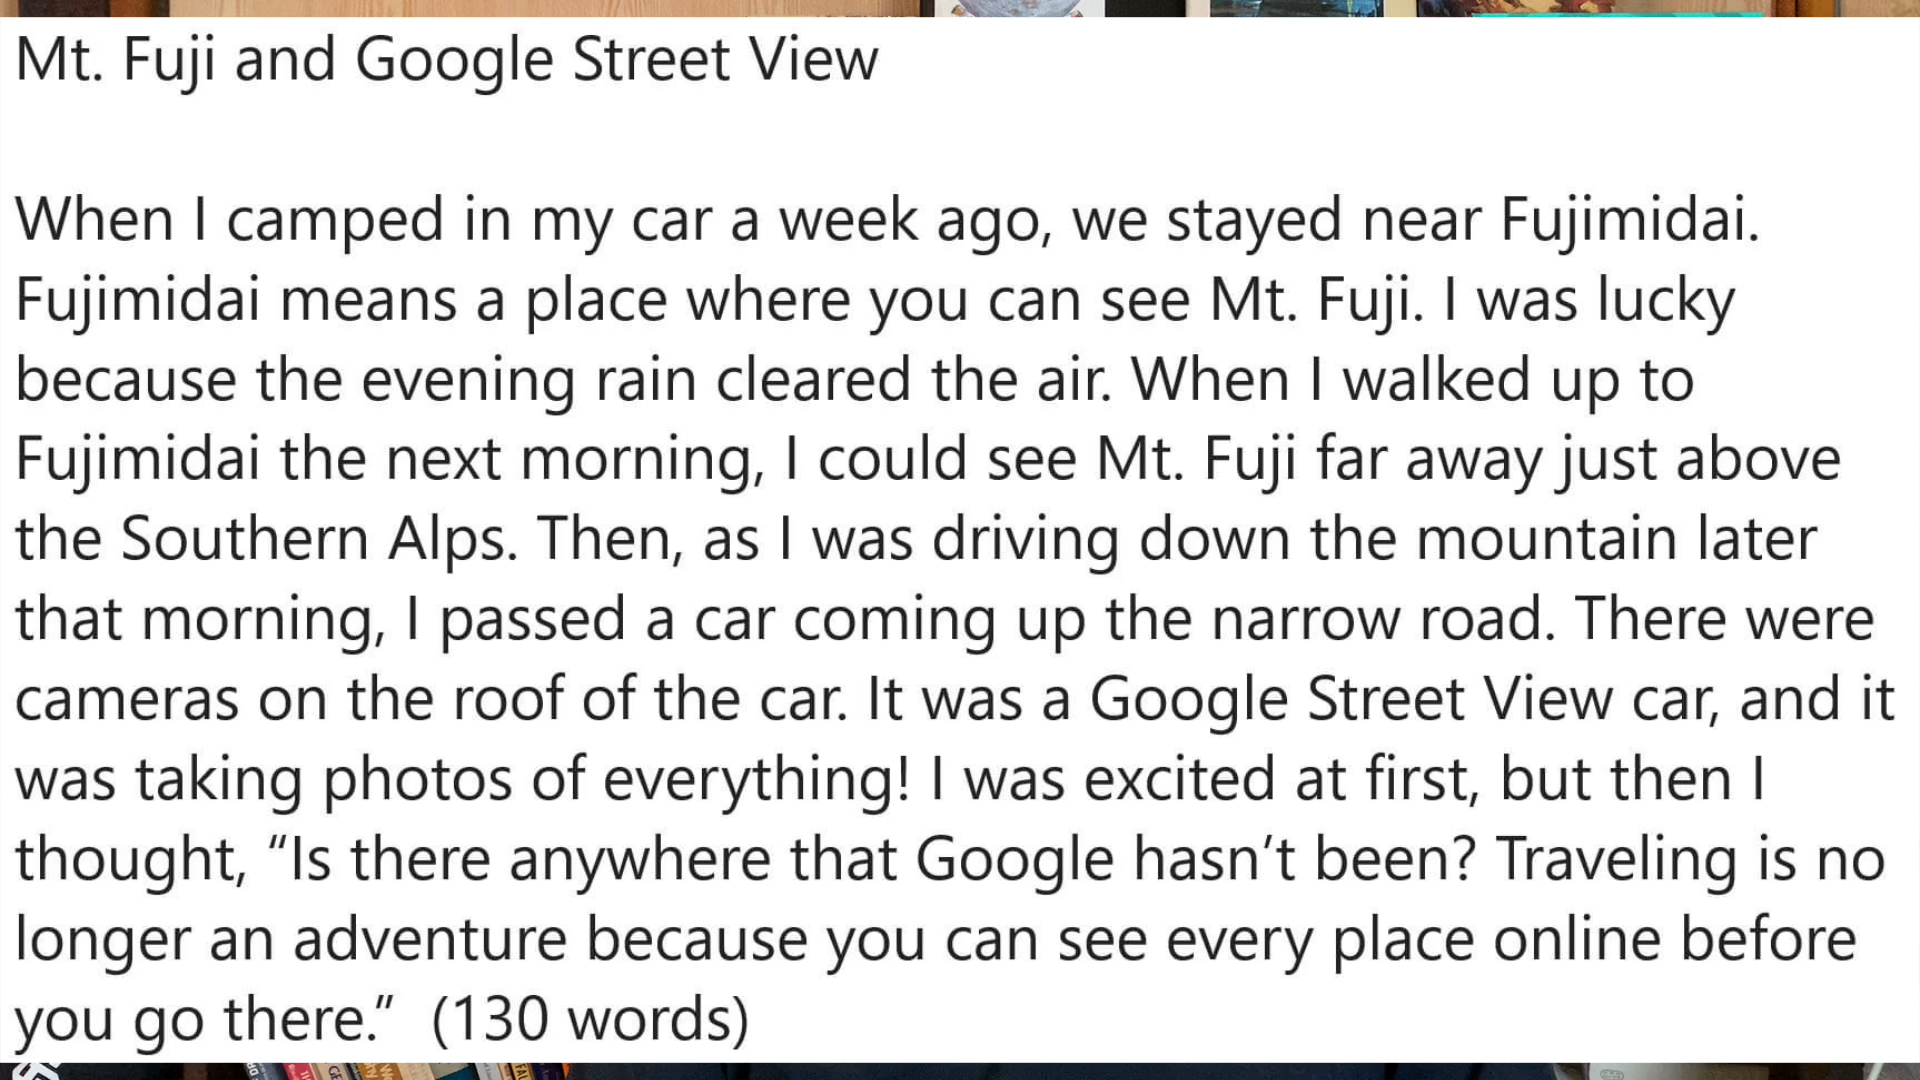 Mt. Fuji and Google Street View
When I camped in my car a week ago, we stayed near Fujimidai.
Fujimidai means a place where you can see Mt. Fuji. I was lucky
because the evening rain cleared the air. When I walked up to
Fujimidai the next morning, I could see Mt. Fuji far away just above
the Southern Alps. Then, as I was driving down the mountain later
that morning, I passed a car coming up the narrow road. There were
cameras on the roof of the car. It was a Google Street View car, and it
was taking photos of everything! I was excited at first, but then I
thought, “Is there anywhere that Google hasn’t been? Traveling is no
longer an adventure because you can see every place online before
you go there.”  (130 words)